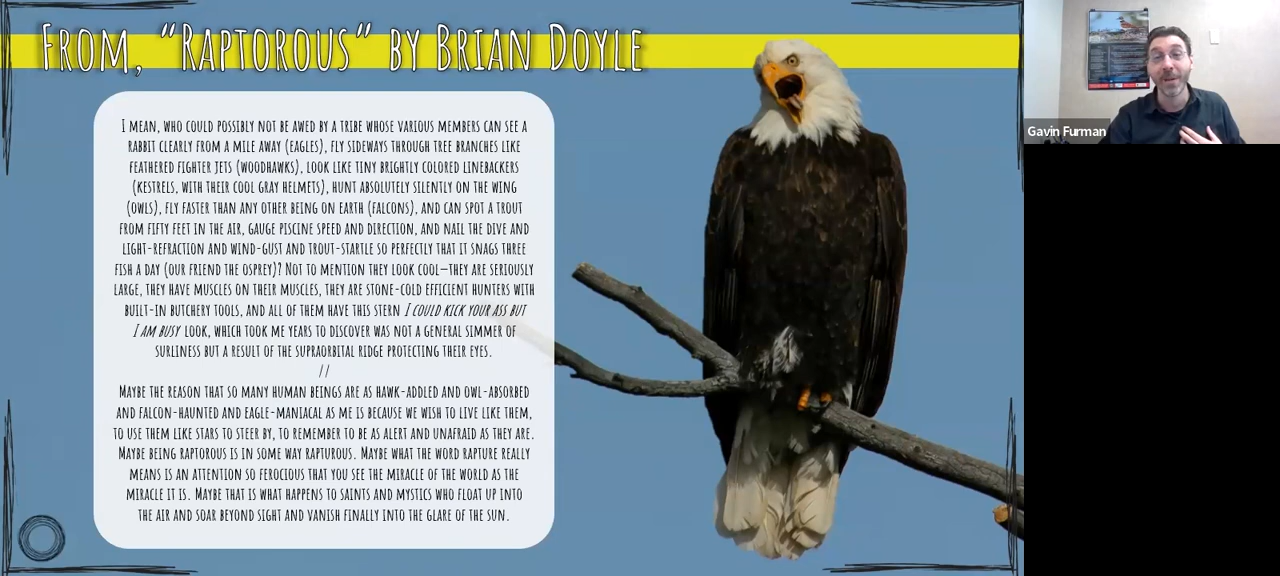 From, “Raptorous” by Brian Doyle
I mean, who could possibly not be awed by a tribe whose various members can see a
rabbit clearly from a mile away (eagles), fly sideways through tree branches like
feathered fighter jets (woodhawks), look like tiny brightly colored linebackers
(kestrels, with their cool gray helmets), hunt absolutely silently on the wing
(owls), fly faster than any other being on earth (falcons), and can spot a trout
from fifty feet in the air, gauge piscine speed and direction, and nail the dive and
light-refraction and wind-gust and trout-startle so perfectly that it snags three
fish a day (our friend the osprey)? Not to mention they look cool—they are seriously
large, they have muscles on their muscles, they are stone-cold efficient hunters with
built-in butchery tools, and all of them have this stern I could kick your ass but
I am busy look, which took me years to discover was not a general simmer of
surliness but a result of the supraorbital ridge protecting their eyes.
//
Maybe the reason that so many human beings are as hawk-addled and owl-absorbed
and falcon-haunted and eagle-maniacal as me is because we wish to live like them,
to use them like stars to steer by, to remember to be as alert and unafraid as they are.
Maybe being raptorous is in some way rapturous. Maybe what the word rapture really
means is an attention so ferocious that you see the miracle of the world as the
miracle it is. Maybe that is what happens to saints and mystics who float up into
the air and soar beyond sight and vanish finally into the glare of the sun.
Gavin Furman